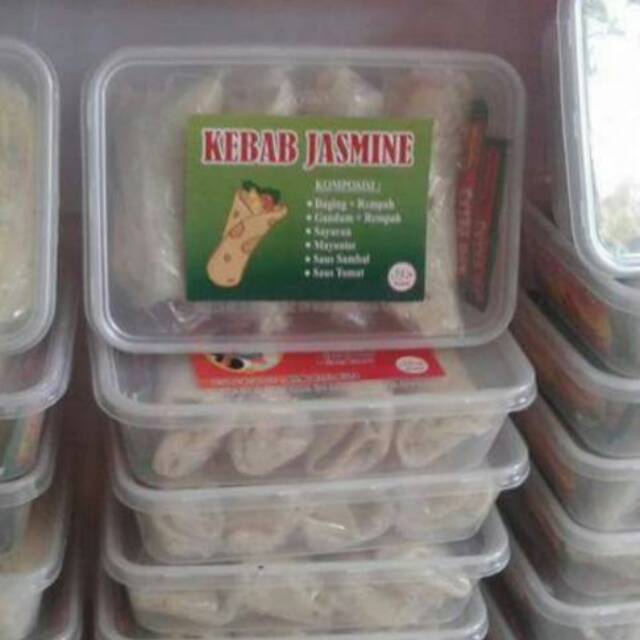 KEBAB JASMINE
KOMPOSISI :
• Daging + Rempah
• Gandum + Rempah
• Sayuran
• Mayonise
• Saus Sambal
• Saus Tomat